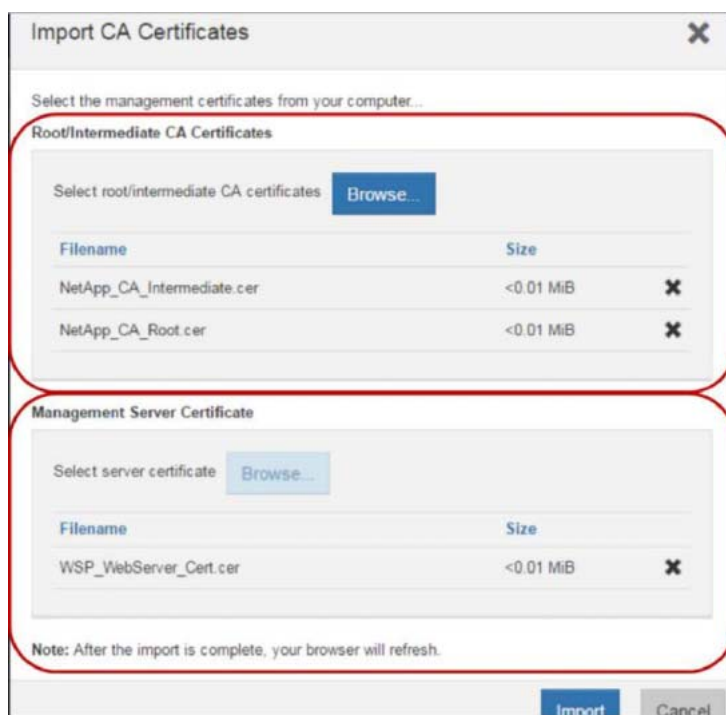 Import CA Certificates
Select the management certificates from your computer...
Root/Intermediate CA Certificates
Select root/intermediate CA certificates Browse...
Filename Size
NetApp_CA_Intermediate.cer <0.01 MiB
NetApp_CA_Root.cer <0.01 MiB
Management Server Certificate
Select server certificate Browse...
Filename Size
WSP_WebServer_Cert.cer <0.01 MiB
Note: After the import is complete, your browser will refresh.
Import Cancel